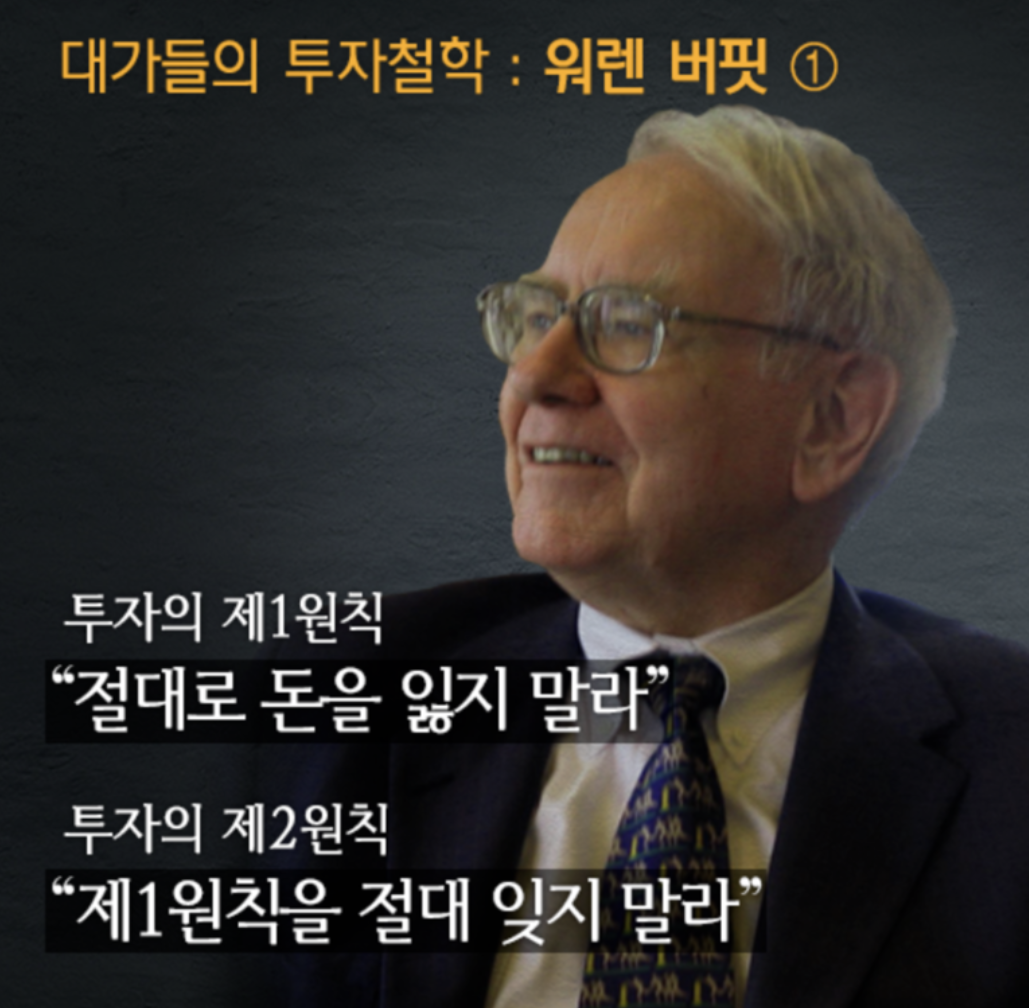 대가들의 투자철학 : 워렌 버핏 ①
투자의 제1원칙
“절대로 돈을 잃지 말라”
투자의 제2원칙
“제1원칙을 절대 잊지 말라”